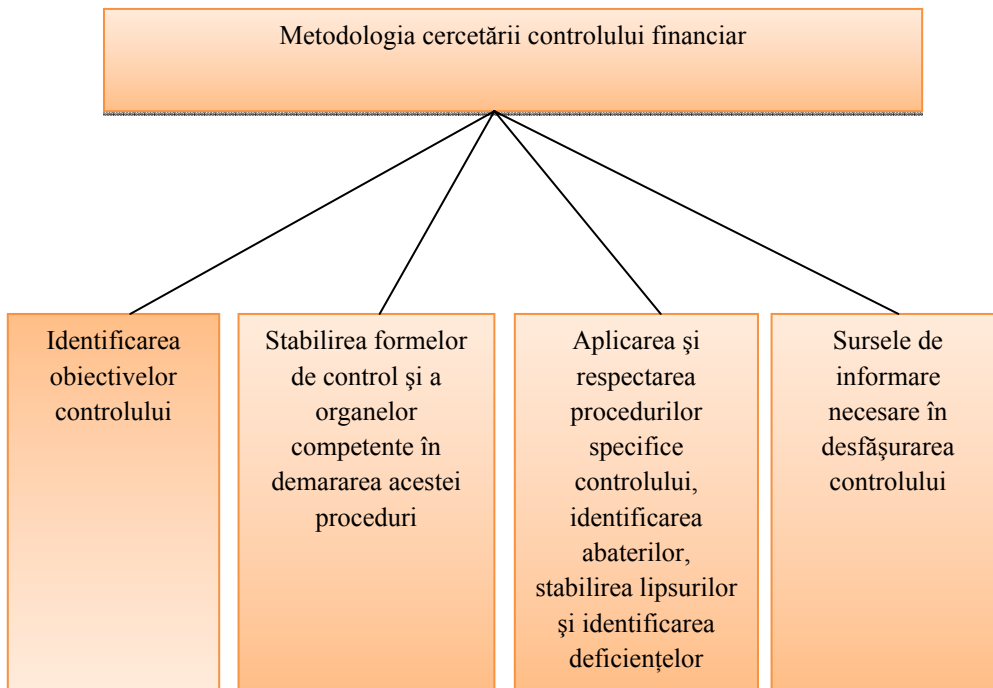 Metodologia cercetării controlului financiar
Identificarea
obiectivelor
controlului
Stabilirea formelor
de control şi a
organelor
competente în
demararea acestei
proceduri
Aplicarea şi
respectarea
procedurilor
specifice
controlului,
identificarea
abaterilor,
stabilirea lipsurilor
şi identificarea
deficiențelor
Sursele de
informare
necesare în
desfăşurarea
controlului